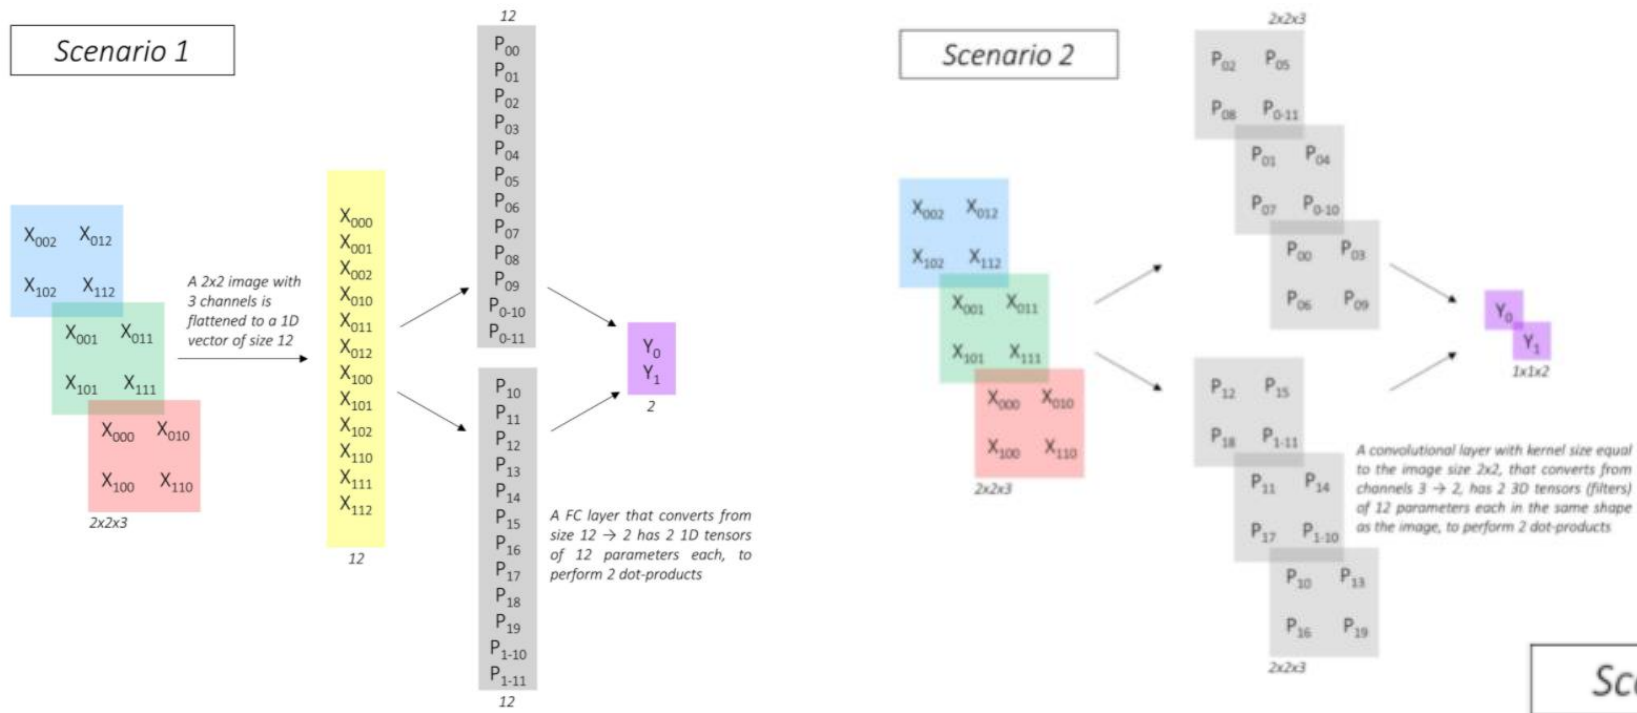 Scenario 1
X002 X012
X102 X112
X001 X011
X101 X111
X000 X010
X100 X110
2x2x3
A 2x2 image with
3 channels is
flattened to a 1D
vector of size 12
X000
X001
X002
X010
X011
X012
X100
X101
X102
X110
X111
X112
12
12
P00
P01
P02
P03
P04
P05
P06
P07
P08
P09
P0-10
P0-11
P10
P11
P12
P13
P14
P15
P16
P17
P18
P19
P1-10
P1-11
12
Y0
Y1
2
A FC layer that converts from
size 12 → 2 has 2 1D tensors
of 12 parameters each, to
perform 2 dot-products
Scenario 2
X002 X012
X102 X112
X001 X011
X101 X111
X000 X010
X100 X110
2x2x3
2x2x3
P02 P05
P08 P0-11
P01 P04
P07 P0-10
P00 P03
P06 P09
P12 P15
P18 P1-11
P11 P14
P17 P1-10
P10 P13
P16 P19
2x2x3
Y0
Y1
1x1x2
A convolutional layer with kernel size equal
to the image size 2x2, that converts from
channels 3 → 2, has 2 3D tensors (filters)
of 12 parameters each in the same shape
as the image, to perform 2 dot-products